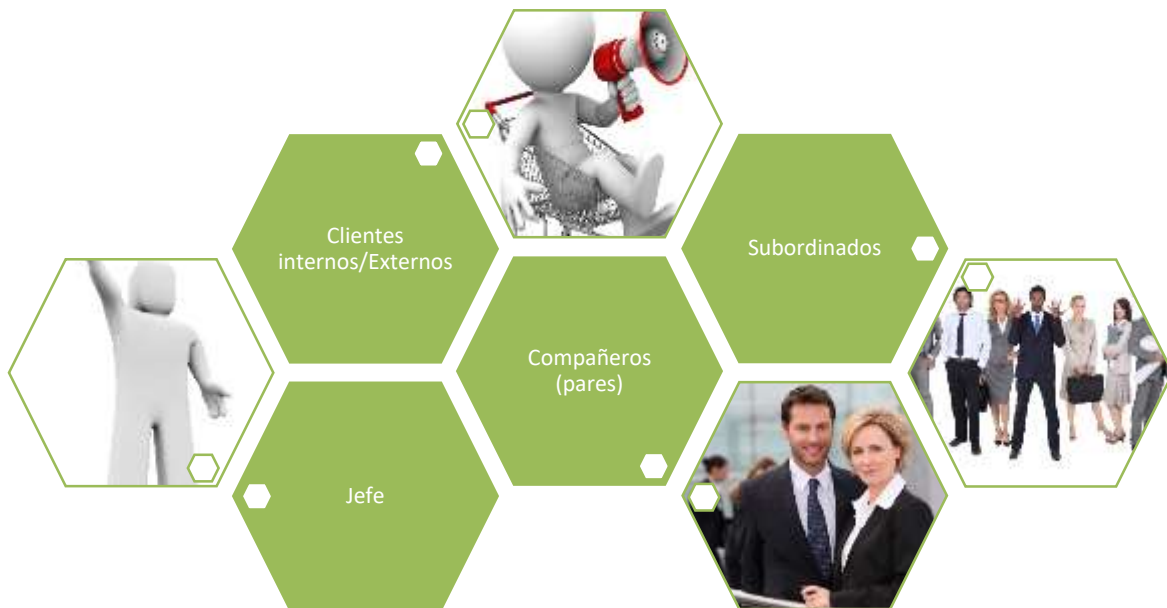 Clientes
internos/Externos
Subordinados
Compañeros
(pares)
Jefe